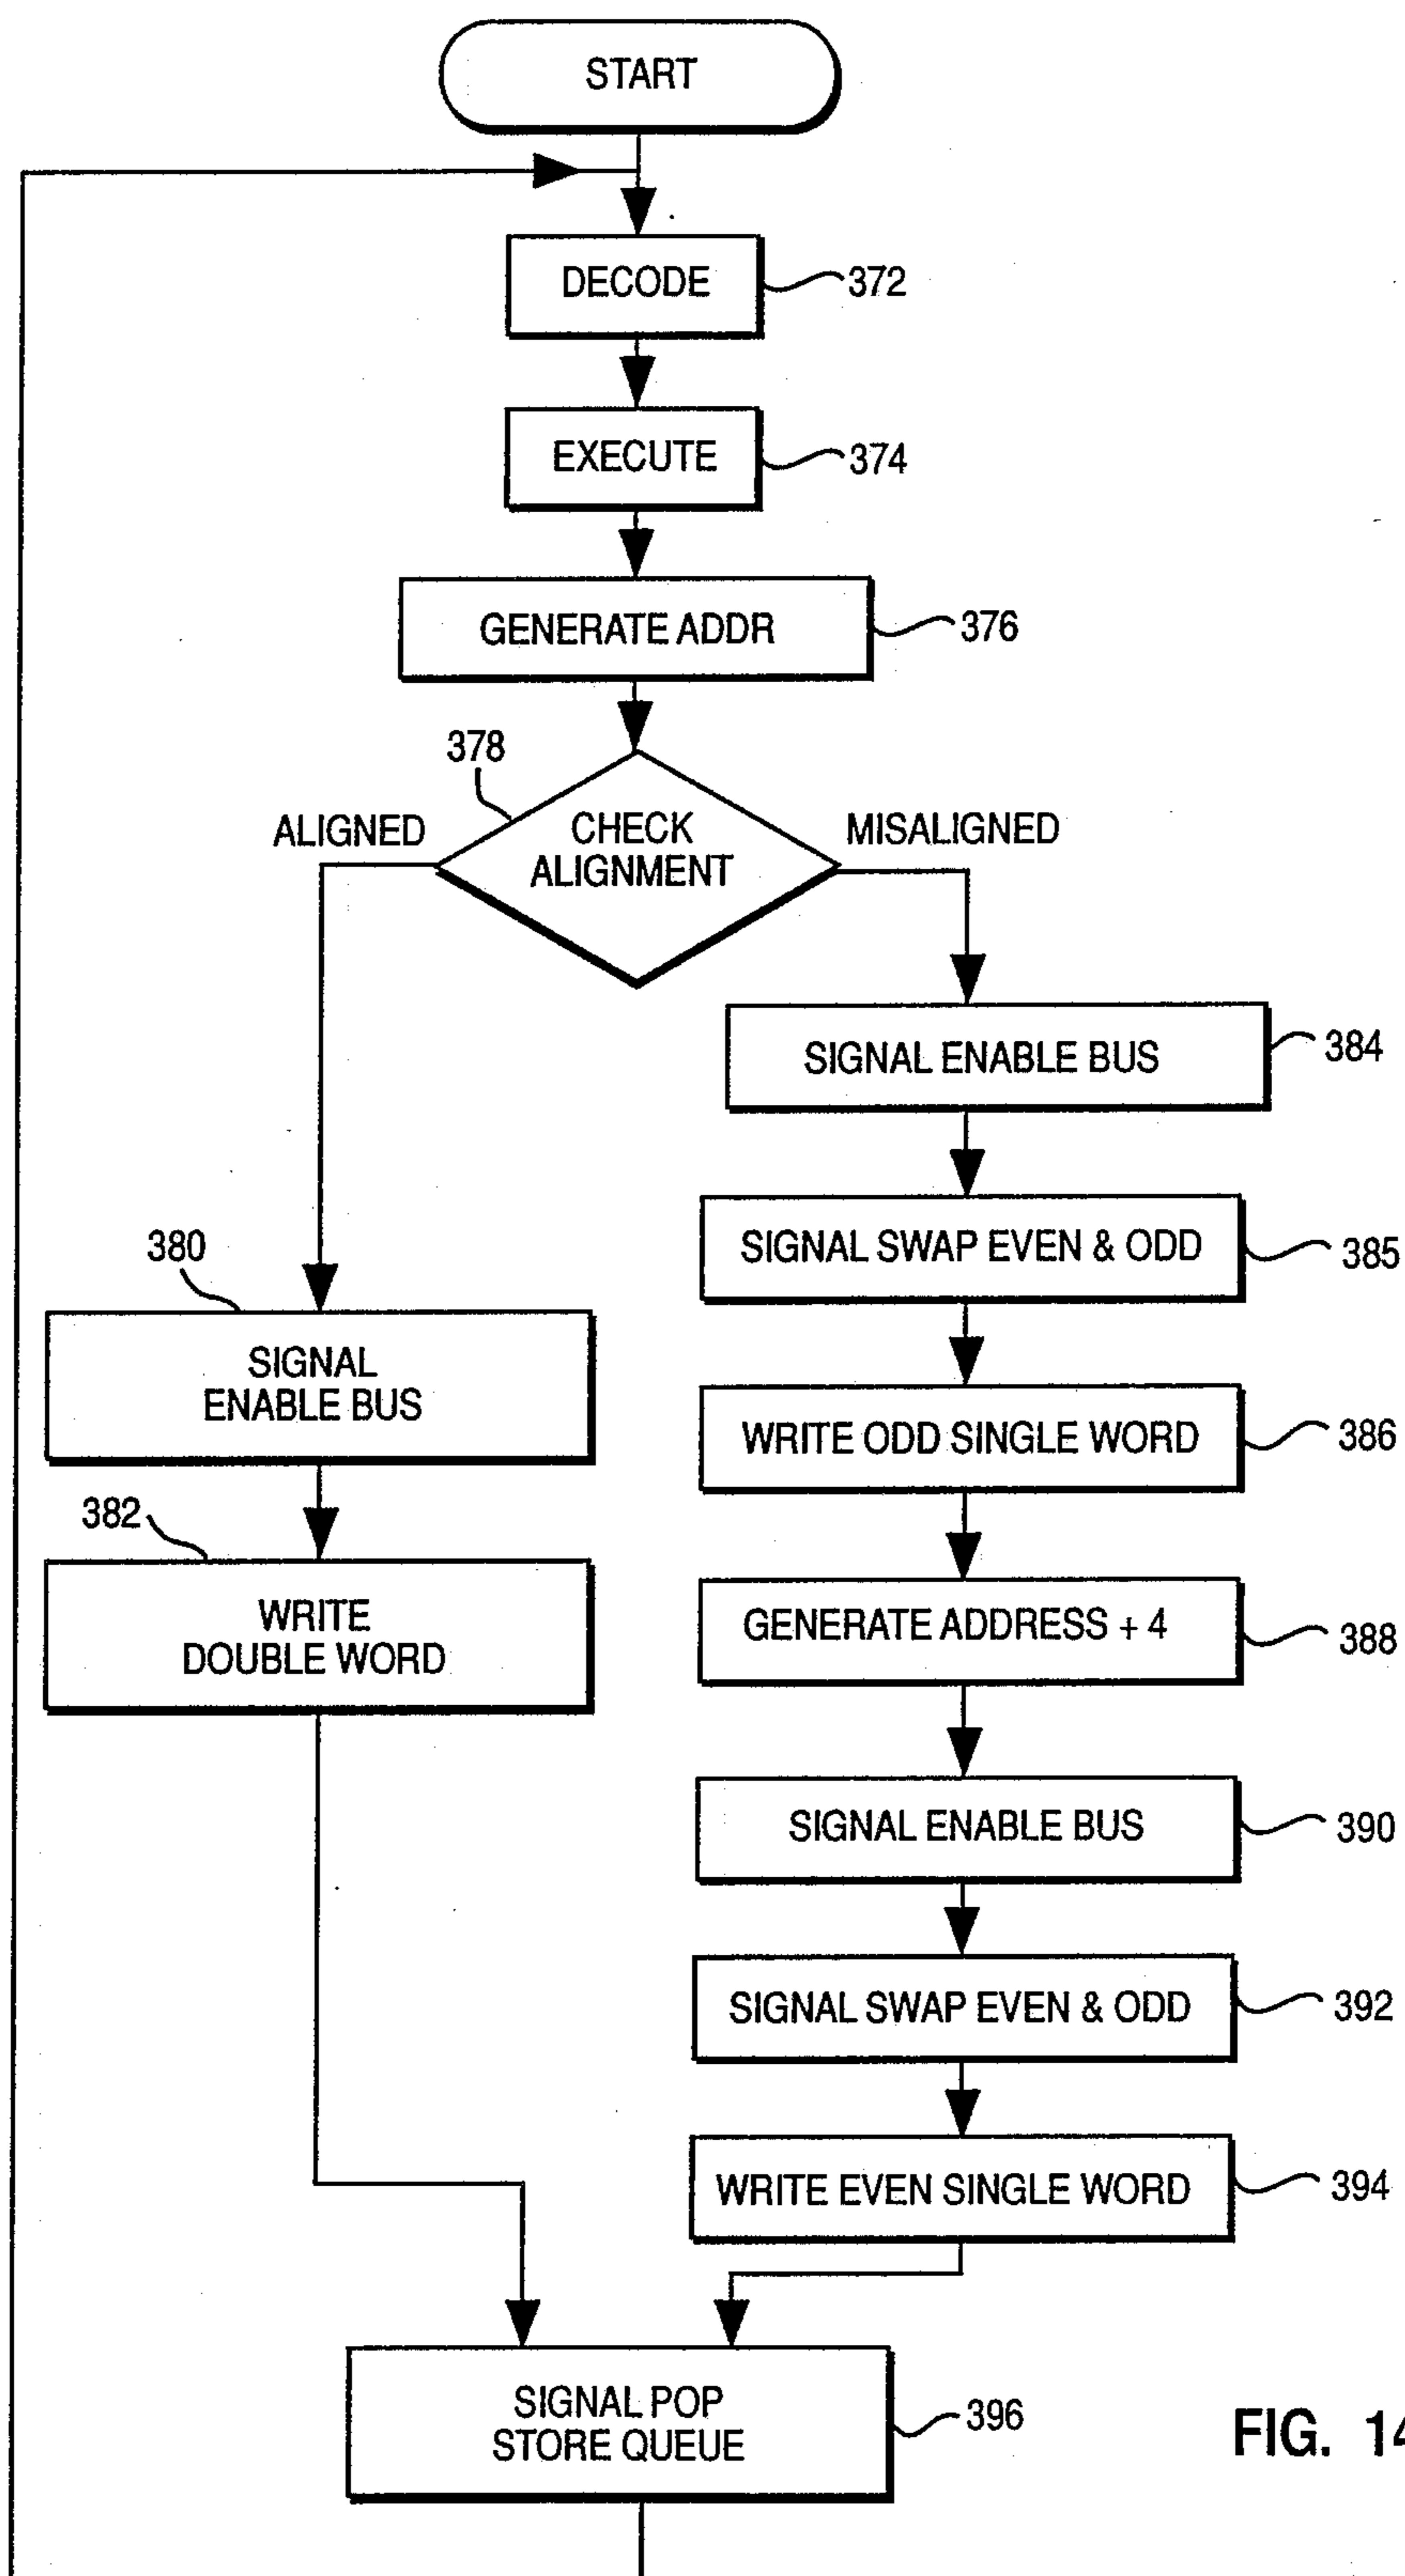 START
DECODE
372
EXECUTE
374
GENERATE ADDR
376
378
CHECK
ALIGNMENT
ALIGNED
MISALIGNED
SIGNAL ENABLE BUS
384
SIGNAL SWAP EVEN & ODD
385
380
SIGNAL
ENABLE BUS
WRITE ODD SINGLE WORD
386
382
WRITE
DOUBLE WORD
GENERATE ADDRESS + 4
388
SIGNAL ENABLE BUS
390
SIGNAL SWAP EVEN & ODD
392
WRITE EVEN SINGLE WORD
394
SIGNAL POP
STORE QUEUE
396
FIG. 14